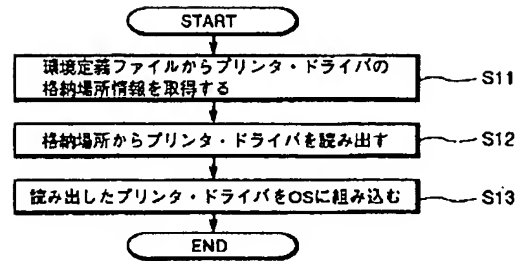 START
環境定義ファイルからプリンタ・ドライバの
格納場所情報を取得する
S11
格納場所からプリンタ・ドライバを読み出す
S12
読み出したプリンタ・ドライバをOSに組み込む
S13
END